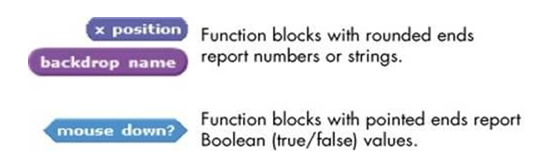 x position
Function blocks with rounded ends
backdrop name
report numbers or strings.
Function blocks with pointed ends report
mouse down?
Boolean (true/false) values.